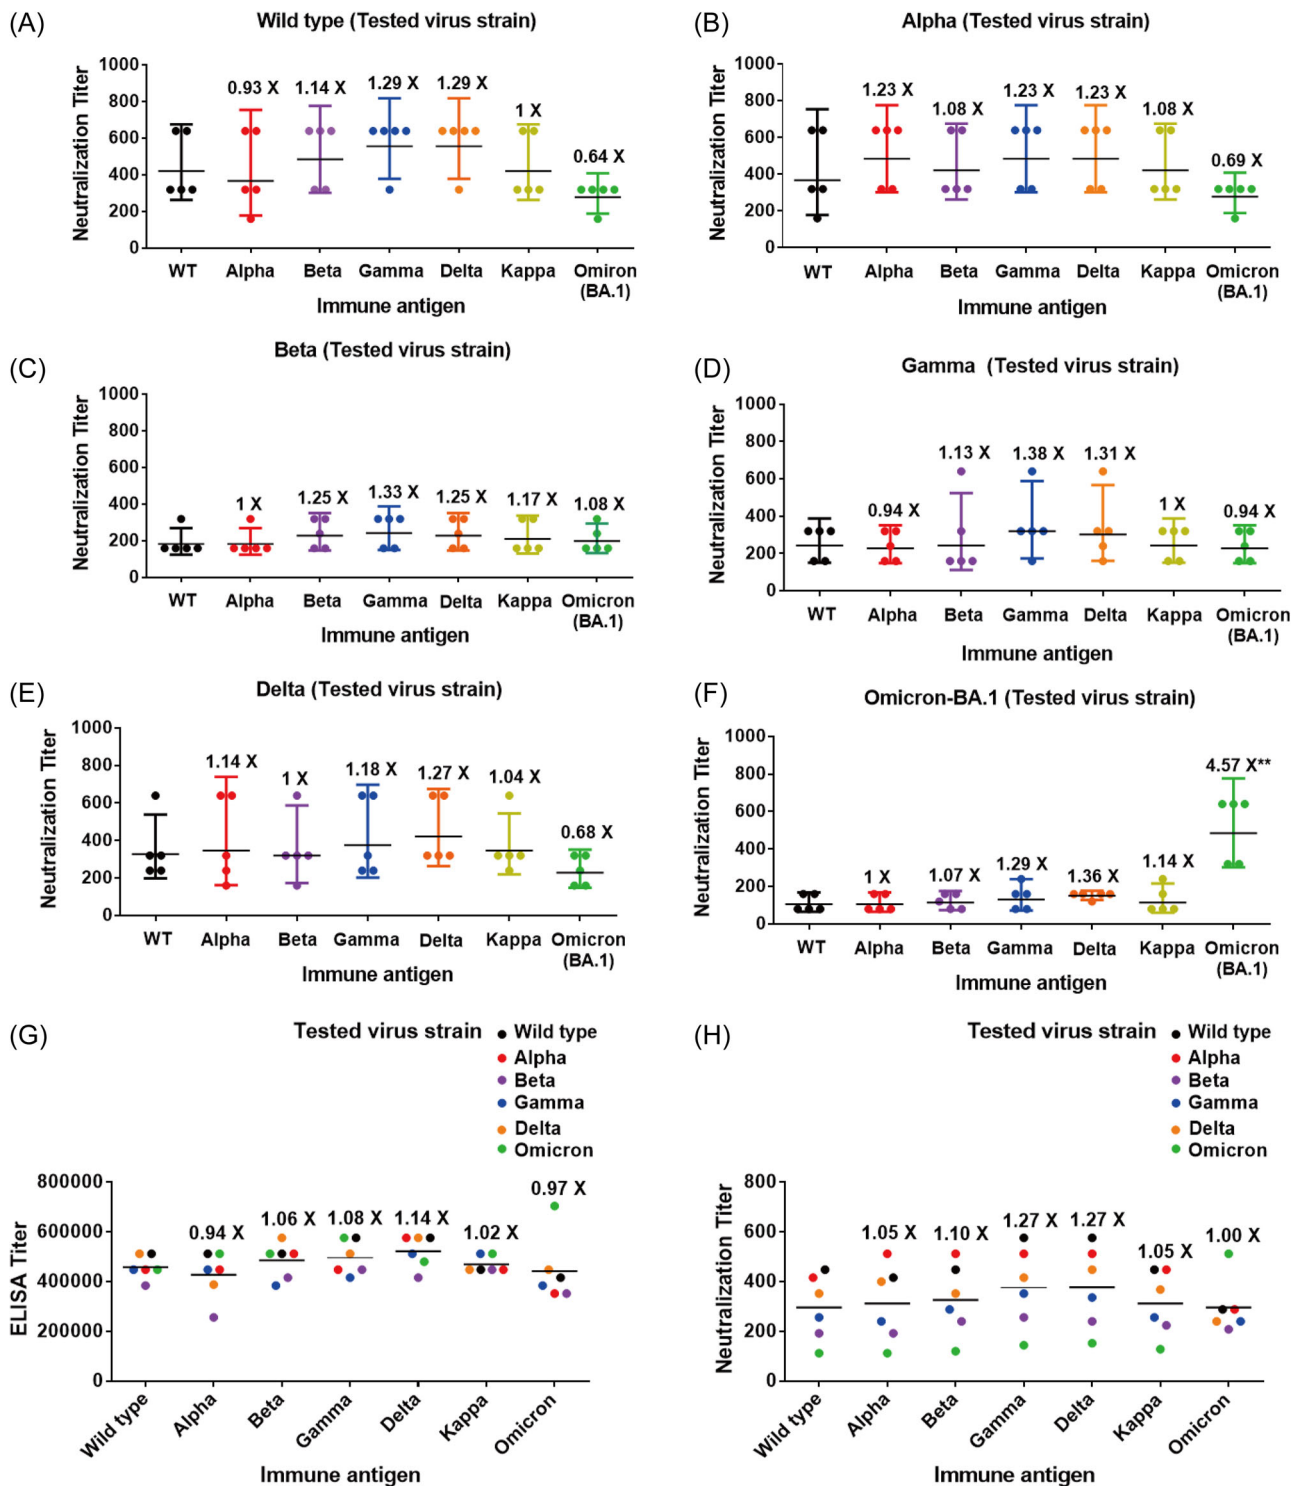 (A)
Wild type (Tested virus strain)
Neutralization Titer
1000
800
600
400
200
0
0.93 X
1.14 X
1.29 X
1.29 X
1 X
0.64 X
WT
Alpha
Beta
Gamma
Delta
Kappa
Omiron
(BA.1)
Immune antigen
(B)
Alpha (Tested virus strain)
Neutralization Titer
1000
800
600
400
200
0
1.23 X
1.08 X
1.23 X
1.23 X
1.08 X
0.69 X
WT
Alpha
Beta
Gamma
Delta
Kappa
Omicron
(BA.1)
Immune antigen
(C)
Beta (Tested virus strain)
Neutralization Titer
1000
800
600
400
200
0
1 X
1.25 X
1.33 X
1.25 X
1.17 X
1.08 X
WT
Alpha
Beta
Gamma
Delta
Kappa
Omicron
(BA.1)
Immune antigen
(D)
Gamma (Tested virus strain)
Neutralization Titer
1000
800
600
400
200
0
0.94 X
1.13 X
1.38 X
1.31 X
1 X
0.94 X
WT
Alpha
Beta
Gamma
Delta
Kappa
Omicron
(BA.1)
Immune antigen
(E)
Delta (Tested virus strain)
Neutralization Titer
1000
800
600
400
200
0
1.14 X
1 X
1.18 X
1.27 X
1.04 X
0.68 X
WT
Alpha
Beta
Gamma
Delta
Kappa
Omicron
(BA.1)
Immune antigen
(F)
Omicron-BA.1 (Tested virus strain)
Neutralization Titer
1000
800
600
400
200
0
1 X
1.07 X
1.29 X
1.36 X
1.14 X
4.57 X**
WT
Alpha
Beta
Gamma
Delta
Kappa
Omicron
(BA.1)
Immune antigen
(G)
Tested virus strain
Wild type
Alpha
Beta
Gamma
Delta
Omicron
ELISA Titer
800000
600000
400000
200000
0
0.94 X
1.06 X
1.08 X
1.14 X
1.02 X
0.97 X
Wild type
Alpha
Beta
Gamma
Delta
Kappa
Omicron
Immune antigen
(H)
Tested virus strain
Wild type
Alpha
Beta
Gamma
Delta
Omicron
Neutralization Titer
800
600
400
200
0
1.05 X
1.10 X
1.27 X
1.27 X
1.05 X
1.00 X
Wild type
Alpha
Beta
Gamma
Delta
Kappa
Omicron
Immune antigen